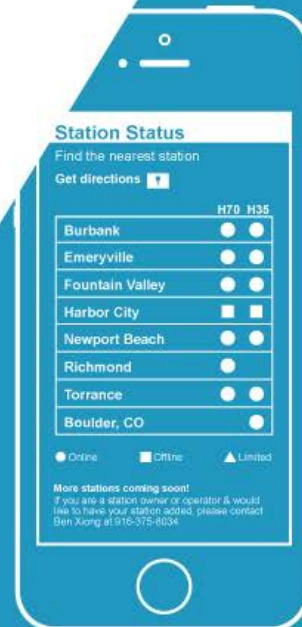 Station Status
Find the nearest station
Get directions
H70 H35
Burbank
Emeryville
Fountain Valley
Harbor City
Newport Beach
Richmond
Torrance
Boulder, CO
Online Offline Limited
More stations coming soon!
If you are a station owner or operator & would
like to have your station added, please contact
Ben Xiong at 916-375-8034